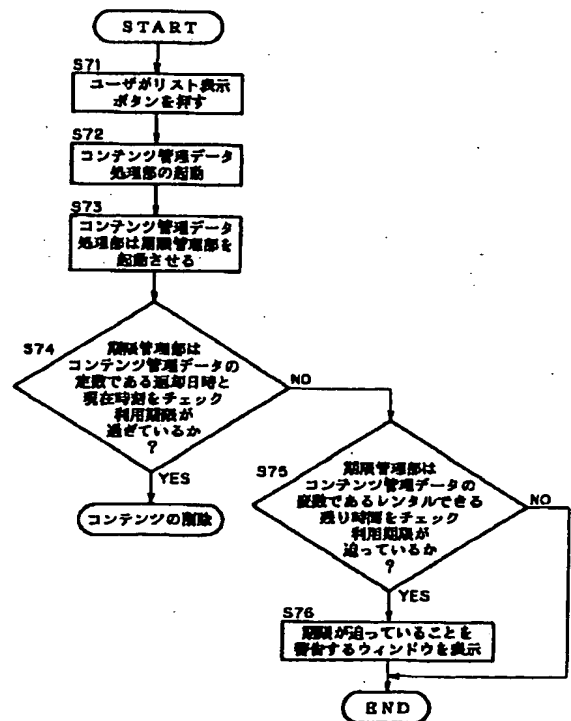 START
S71
ユーザがリスト表示
ボタンを押す
S72
コンテンツ管理データ
処理部の起動
S73
コンテンツ管理データ
処理部は期限管理部を
起動させる
S74
期限管理部は
コンテンツ管理データの
定数である返却日時と
現在時刻をチェック
利用期限が
過ぎているか
?
NO
YES
コンテンツの削除
S75
期限管理部は
コンテンツ管理データの
変数であるレンタルできる
残り時間をチェック
利用期限が
迫っているか
?
NO
YES
S76
期限が迫っていることを
警告するウィンドウを表示
END